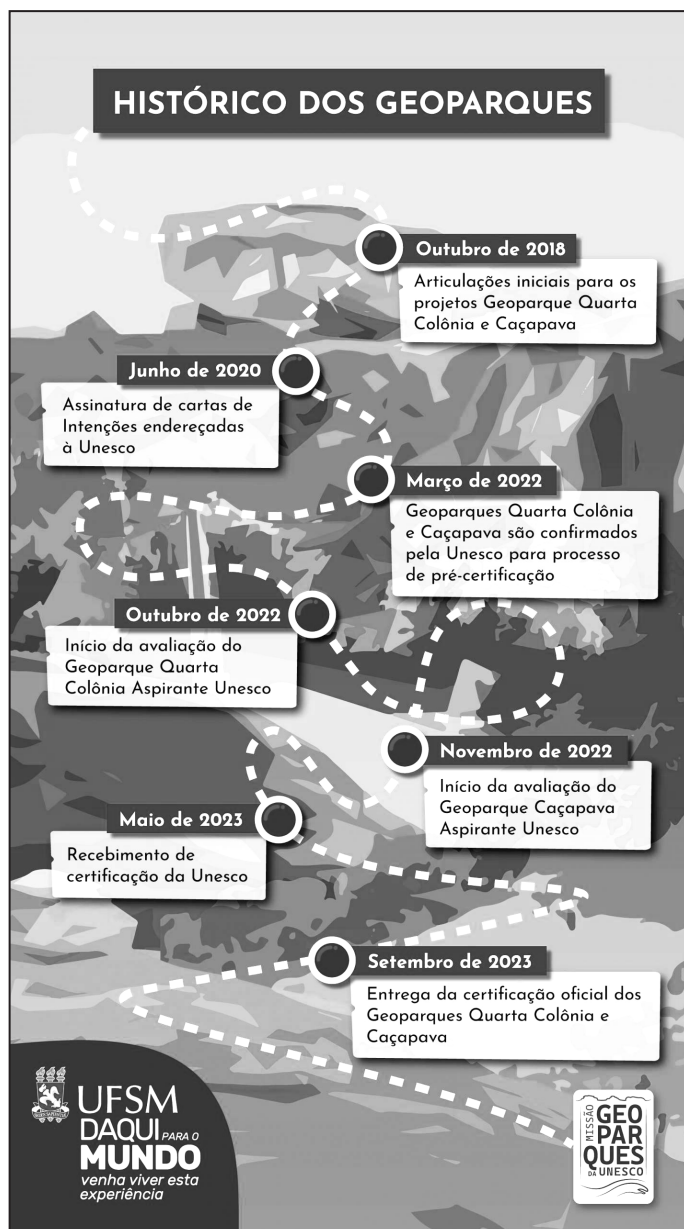 HISTÓRICO DOS GEOPARQUES
Outubro de 2018
Articulações iniciais para os
projetos Geoparque Quarta
Colônia e Caçapava
Junho de 2020
Assinatura de cartas de
Intenções endereçadas
à Unesco
Março de 2022
Geoparques Quarta Colônia
e Caçapava são confirmados
pela Unesco para processo
de pré-certificação
Outubro de 2022
Início da avaliação do
Geoparque Quarta
Colônia Aspirante Unesco
Novembro de 2022
Início da avaliação do
Geoparque Caçapava
Aspirante Unesco
Maio de 2023
Recebimento de
certificação da Unesco
Setembro de 2023
Entrega da certificação oficial dos
Geoparques Quarta Colônia e
Caçapava
UFSM
DAQUI PARA O
MUNDO
venha viver esta
experiência
MISSÃO
GEO
PAR
QUES
DA UNESCO